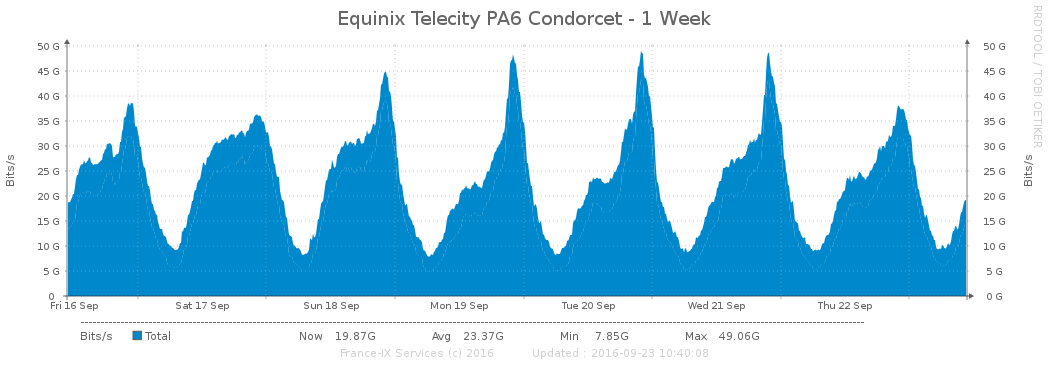 Equinix Telecity PA6 Condorcet - 1 Week
RRDTOOL / TOBI OETIKER
Bits/s
Bits/s
50 G 50 G
45 G 45 G
40 G 40 G
35 G 35 G
30 G 30 G
25 G 25 G
20 G 20 G
15 G 15 G
10 G 10 G
5 G 5 G
0 0 G
Fri 16 Sep Sat 17 Sep Sun 18 Sep Mon 19 Sep Tue 20 Sep Wed 21 Sep Thu 22 Sep
Bits/s Total Now 19.87G Avg 23.37G Min 7.85G Max 49.06G
France-IX Services (c) 2016 Updated : 2016-09-23 10:40:08